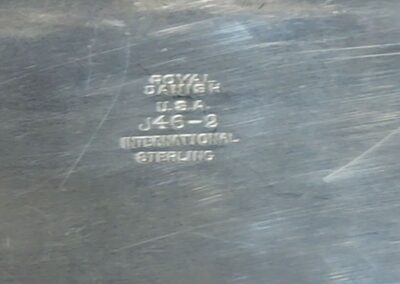 ROYAL
DANISH
U.S.A.
J46-2
INTERNATIONAL
STERLING